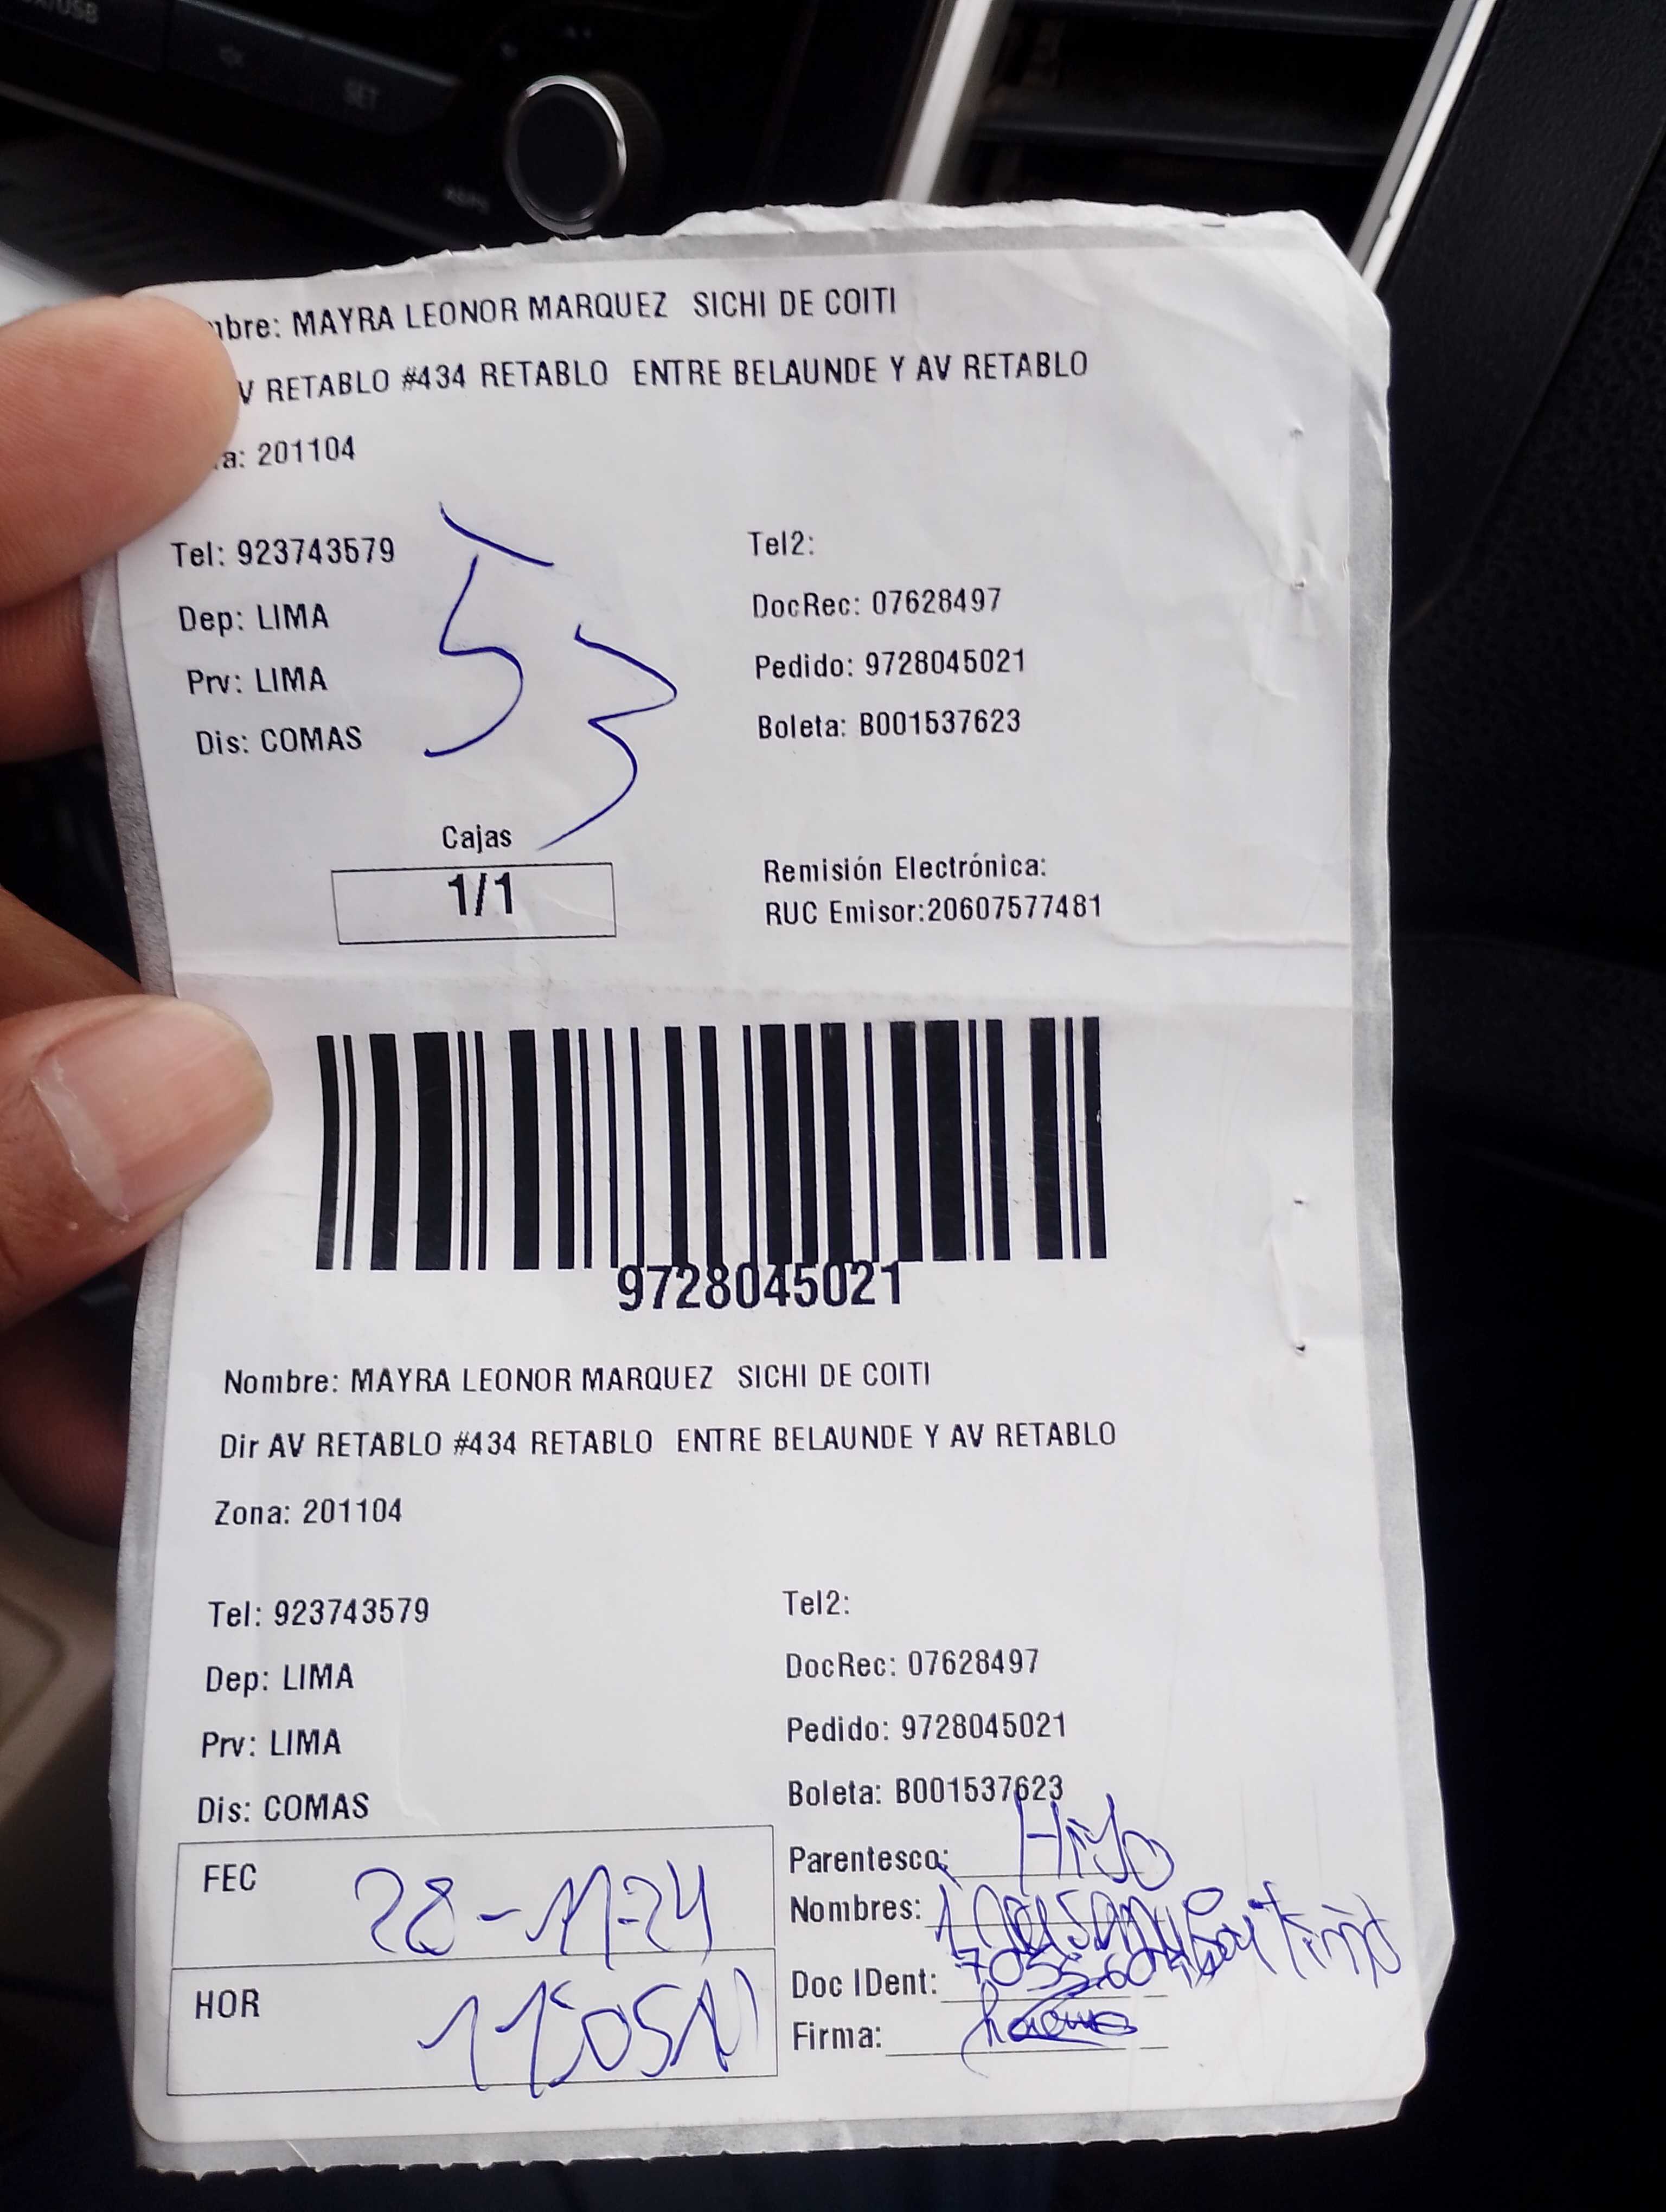 mbre: MAYRA LEONOR MARQUEZ SICHI DE COITI
V RETABLO #434 RETABLO ENTRE BELAUNDE Y AV RETABLO
a: 201104
Tel: 923743579 Tel2:
Dep: LIMA DocRec: 07628497
Prv: LIMA Pedido: 9728045021
Dis: COMAS Boleta: B001537623
53
Cajas
1/1
Remisión Electrónica:
RUC Emisor:20607577481
9728045021
Nombre: MAYRA LEONOR MARQUEZ SICHI DE COITI
Dir AV RETABLO #434 RETABLO ENTRE BELAUNDE Y AV RETABLO
Zona: 201104
Tel: 923743579 Tel2:
Dep: LIMA DocRec: 07628497
Prv: LIMA Pedido: 9728045021
Dis: COMAS Boleta: B001537623
FEC 28-11-24
HOR
Parentesco: HiJo
Nombres:
Doc IDent:
Firma:
SET